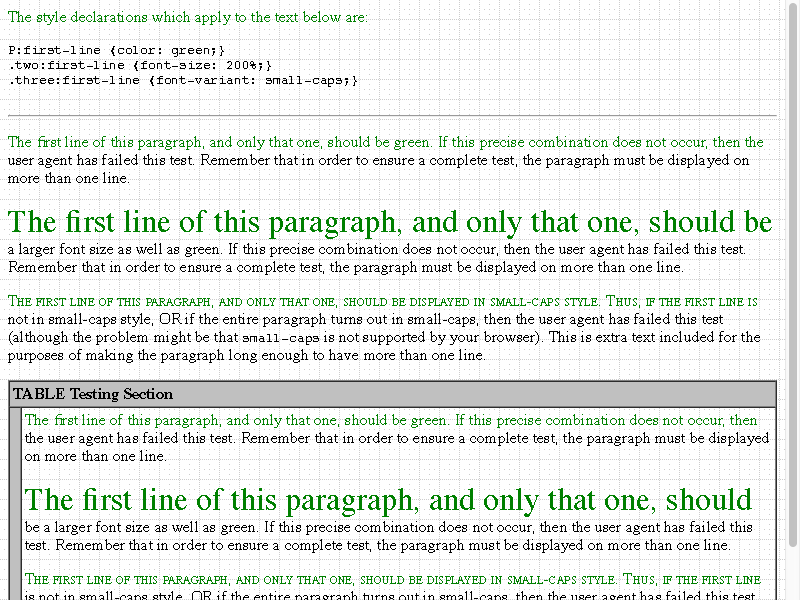 The style declarations which apply to the text below are:
P:first-line {color: green;}
.two:first-line {font-size: 200%;}
.three:first-line {font-variant: small-caps;}
The first line of this paragraph, and only that one, should be green. If this precise combination does not occur, then the
user agent has failed this test. Remember that in order to ensure a complete test, the paragraph must be displayed on
more than one line.
The first line of this paragraph, and only that one, should be
a larger font size as well as green. If this precise combination does not occur, then the user agent has failed this test.
Remember that in order to ensure a complete test, the paragraph must be displayed on more than one line.
The first line of this paragraph, and only that one, should be displayed in small-caps style. Thus, if the first line is
not in small-caps style, OR if the entire paragraph turns out in small-caps, then the user agent has failed this test
(although the problem might be that small-caps is not supported by your browser). This is extra text included for the
purposes of making the paragraph long enough to have more than one line.
TABLE Testing Section
The first line of this paragraph, and only that one, should be green. If this precise combination does not occur, then
the user agent has failed this test. Remember that in order to ensure a complete test, the paragraph must be displayed
on more than one line.
The first line of this paragraph, and only that one, should
be a larger font size as well as green. If this precise combination does not occur, then the user agent has failed this
test. Remember that in order to ensure a complete test, the paragraph must be displayed on more than one line.
The first line of this paragraph, and only that one, should be displayed in small-caps style. Thus, if the first line
is not in small-caps style, OR if the entire paragraph turns out in small-caps, then the user agent has failed this test